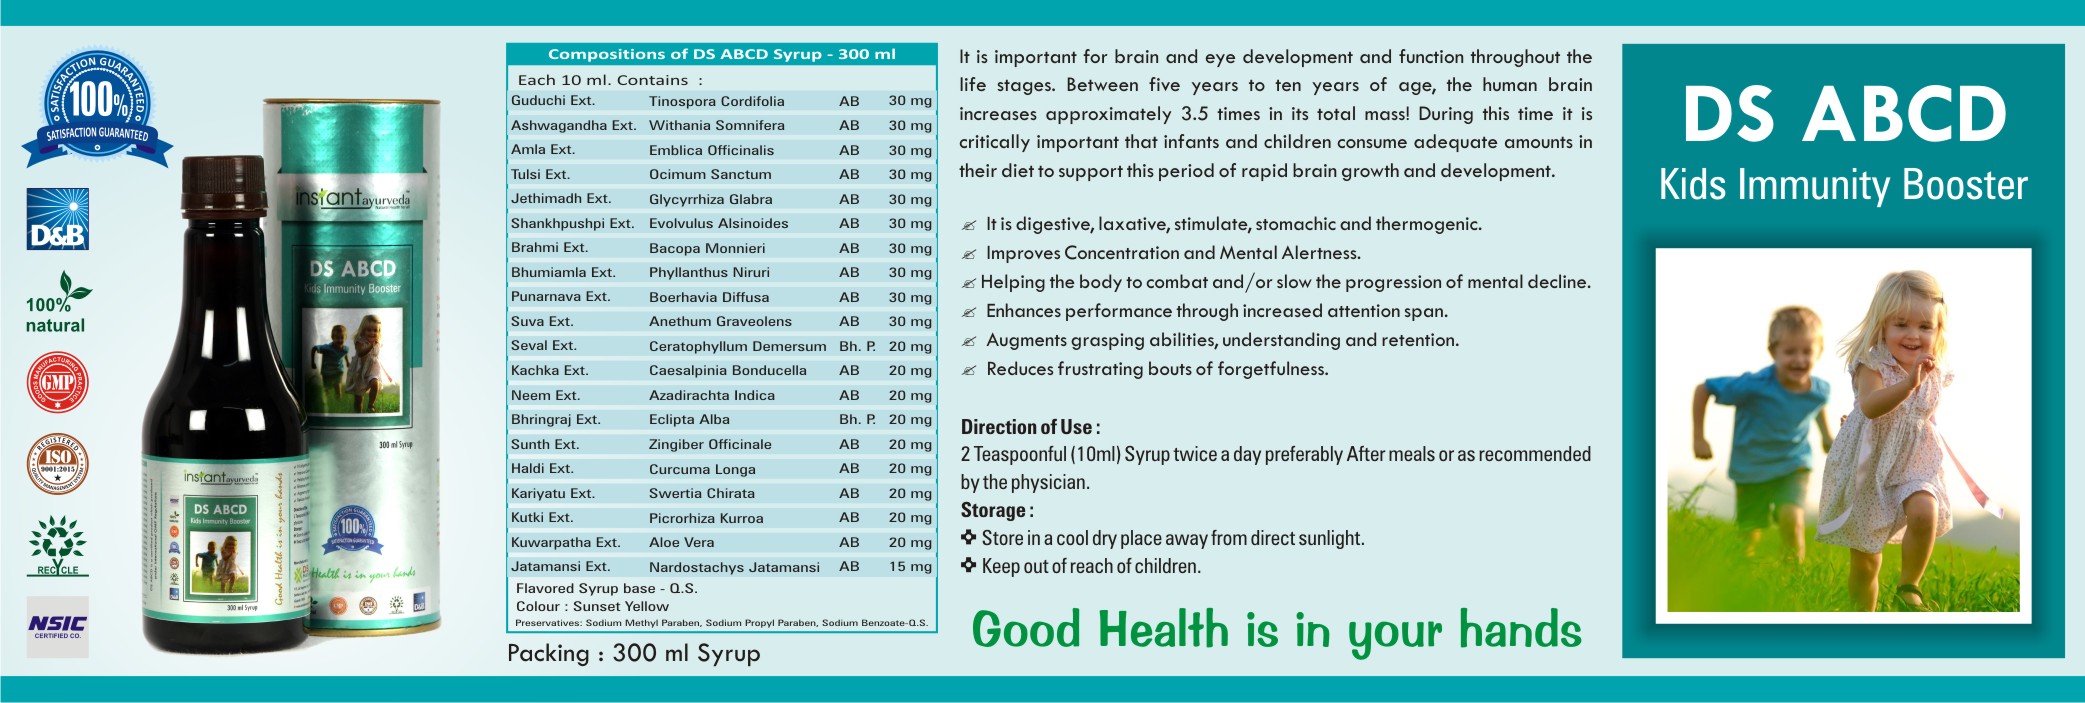 SATISFACTION GUARANTEED
100%
SATISFACTION GUARANTEED
D&B
100%
natural
GOODS MANUFACTURING PRACTICE
GMP
REGISTERED
ISO
9001:2015
QUALITY MANAGEMENT SYSTEM
RECYCLE
NSIC
CERTIFIED CO.
instantayurveda
DS ABCD
Kids Immunity Booster
300 ml Syrup
100%
SATISFACTION GUARANTEED
Health is in your hands
instantayurveda
DS ABCD
Kids Immunity Booster
300 ml Syrup
Good Health is in your hands
Compositions of DS ABCD Syrup - 300 ml
Each 10 ml. Contains :
Guduchi Ext. Tinospora Cordifolia AB 30 mg
Ashwagandha Ext. Withania Somnifera AB 30 mg
Amla Ext. Emblica Officinalis AB 30 mg
Tulsi Ext. Ocimum Sanctum AB 30 mg
Jethimadh Ext. Glycyrrhiza Glabra AB 30 mg
Shankhpushpi Ext. Evolvulus Alsinoides AB 30 mg
Brahmi Ext. Bacopa Monnieri AB 30 mg
Bhumiamla Ext. Phyllanthus Niruri AB 30 mg
Punarnava Ext. Boerhavia Diffusa AB 30 mg
Suva Ext. Anethum Graveolens AB 30 mg
Seval Ext. Ceratophyllum Demersum Bh. P. 20 mg
Kachka Ext. Caesalpinia Bonducella AB 20 mg
Neem Ext. Azadirachta Indica AB 20 mg
Bhringraj Ext. Eclipta Alba Bh. P. 20 mg
Sunth Ext. Zingiber Officinale AB 20 mg
Haldi Ext. Curcuma Longa AB 20 mg
Kariyatu Ext. Swertia Chirata AB 20 mg
Kutki Ext. Picrorhiza Kurroa AB 20 mg
Kuwarpatha Ext. Aloe Vera AB 20 mg
Jatamansi Ext. Nardostachys Jatamansi AB 15 mg
Flavored Syrup base - Q.S.
Colour : Sunset Yellow
Preservatives: Sodium Methyl Paraben, Sodium Propyl Paraben, Sodium Benzoate-Q.S.
Packing : 300 ml Syrup
It is important for brain and eye development and function throughout the
life stages. Between five years to ten years of age, the human brain
increases approximately 3.5 times in its total mass! During this time it is
critically important that infants and children consume adequate amounts in
their diet to support this period of rapid brain growth and development.
It is digestive, laxative, stimulate, stomachic and thermogenic.
Improves Concentration and Mental Alertness.
Helping the body to combat and/or slow the progression of mental decline.
Enhances performance through increased attention span.
Augments grasping abilities, understanding and retention.
Reduces frustrating bouts of forgetfulness.
Direction of Use :
2 Teaspoonful (10ml) Syrup twice a day preferably After meals or as recommended
by the physician.
Storage :
Store in a cool dry place away from direct sunlight.
Keep out of reach of children.
Good Health is in your hands
DS ABCD
Kids Immunity Booster